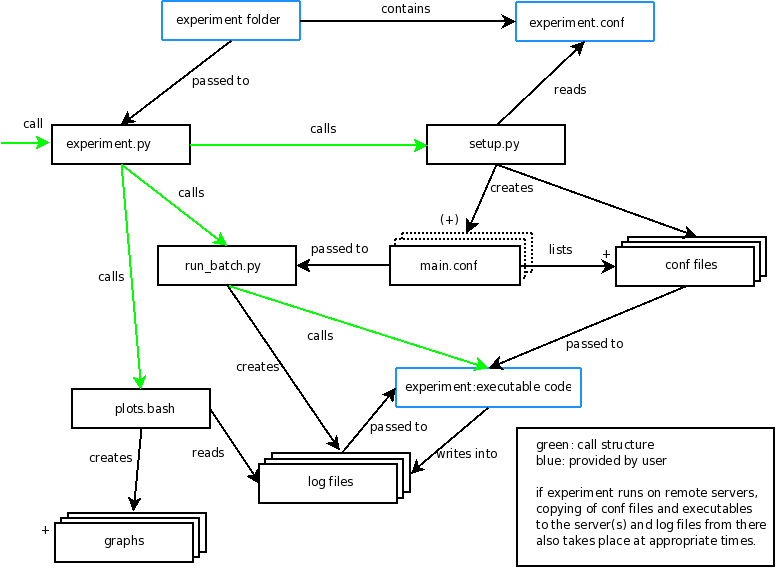 experiment folder
contains
experiment.conf
passed to
reads
call
experiment.py
calls
setup.py
calls
creates
(+)
run_batch.py
passed to
main.conf
lists
+
conf files
calls
calls
passed to
creates
experiment:executable code
plots.bash
passed to
creates
reads
writes into
log files
+
graphs
green: call structure
blue: provided by user
if experiment runs on remote servers,
copying of conf files and executables
to the server(s) and log files from there
also takes place at appropriate times.